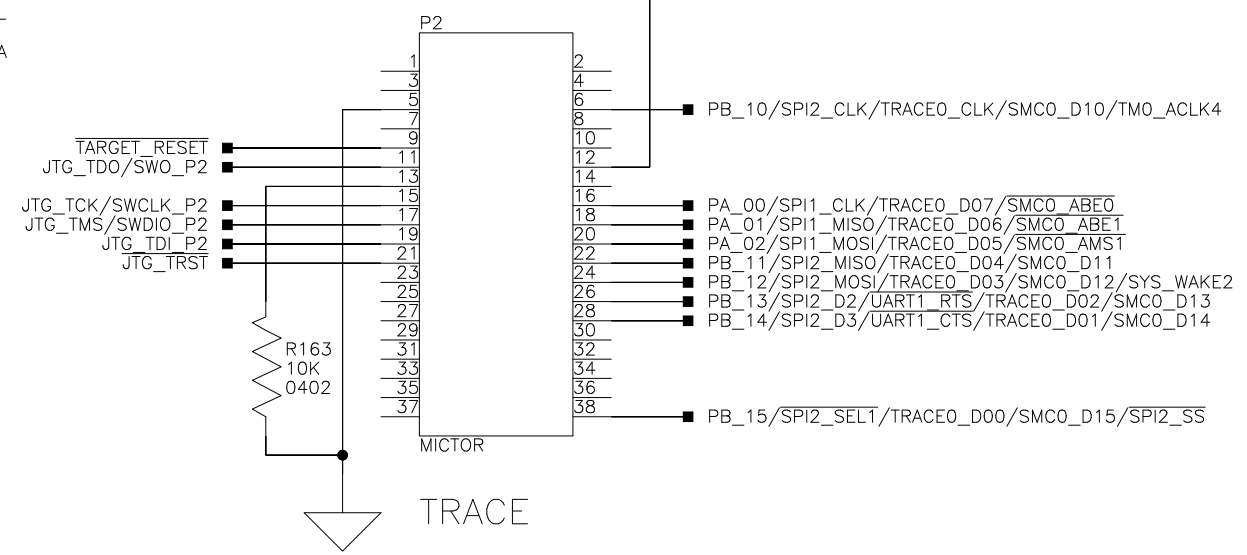 A
P2
1
2
3
4
5
6
PB_10/SPI2_CLK/TRACE0_CLK/SMC0_D10/TM0_ACLK4
7
8
TARGET_RESET
9
10
JTG_TDO/SWO_P2
11
12
13
14
JTG_TCK/SWCLK_P2
15
16
PA_00/SPI1_CLK/TRACE0_D07/SMC0_ABE0
JTG_TMS/SWDIO_P2
17
18
PA_01/SPI1_MISO/TRACE0_D06/SMC0_ABE1
JTG_TDI_P2
19
20
PA_02/SPI1_MOSI/TRACE0_D05/SMC0_AMS1
JTG_TRST
21
22
PB_11/SPI2_MISO/TRACE0_D04/SMC0_D11
23
24
PB_12/SPI2_MOSI/TRACE0_D03/SMC0_D12/SYS_WAKE2
25
26
PB_13/SPI2_D2/UART1_RTS/TRACE0_D02/SMC0_D13
27
28
PB_14/SPI2_D3/UART1_CTS/TRACE0_D01/SMC0_D14
29
30
R163
31
32
10K
33
34
0402
35
36
37
38
PB_15/SPI2_SEL1/TRACE0_D00/SMC0_D15/SPI2_SS
MICTOR
TRACE